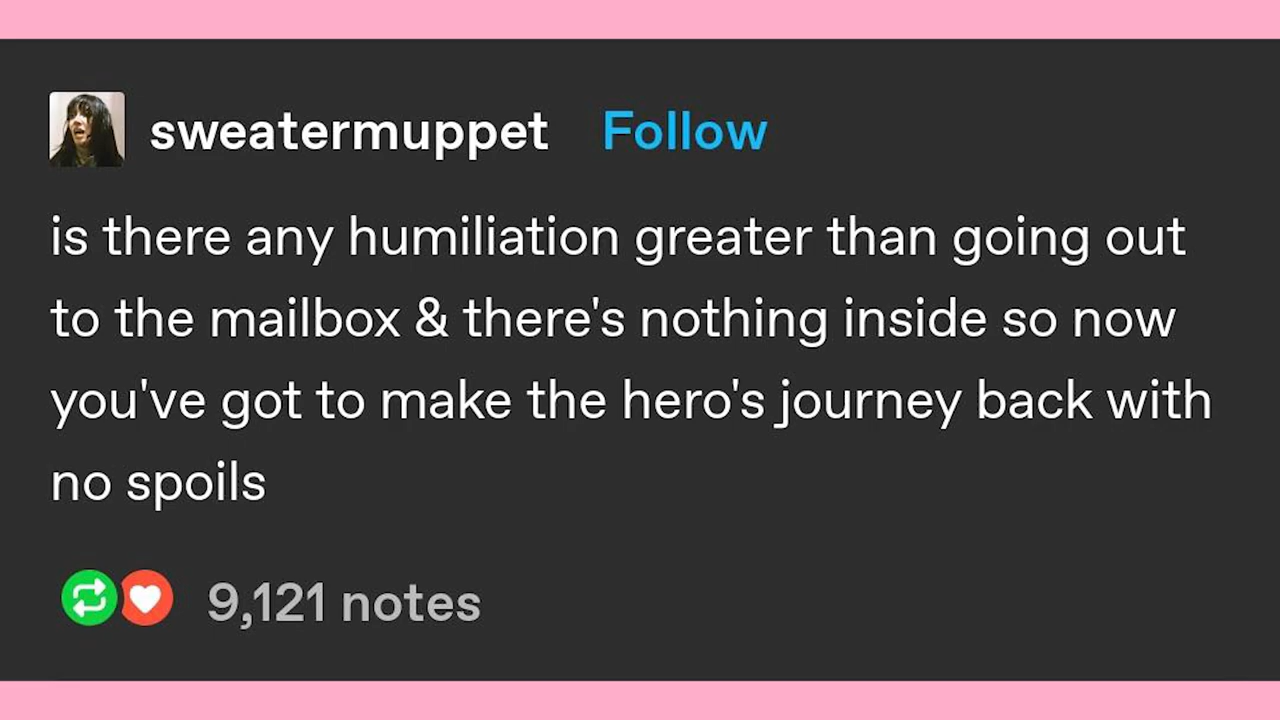 sweatermuppet Follow
is there any humiliation greater than going out
to the mailbox & there's nothing inside so now
you've got to make the hero's journey back with
no spoils
9,121 notes